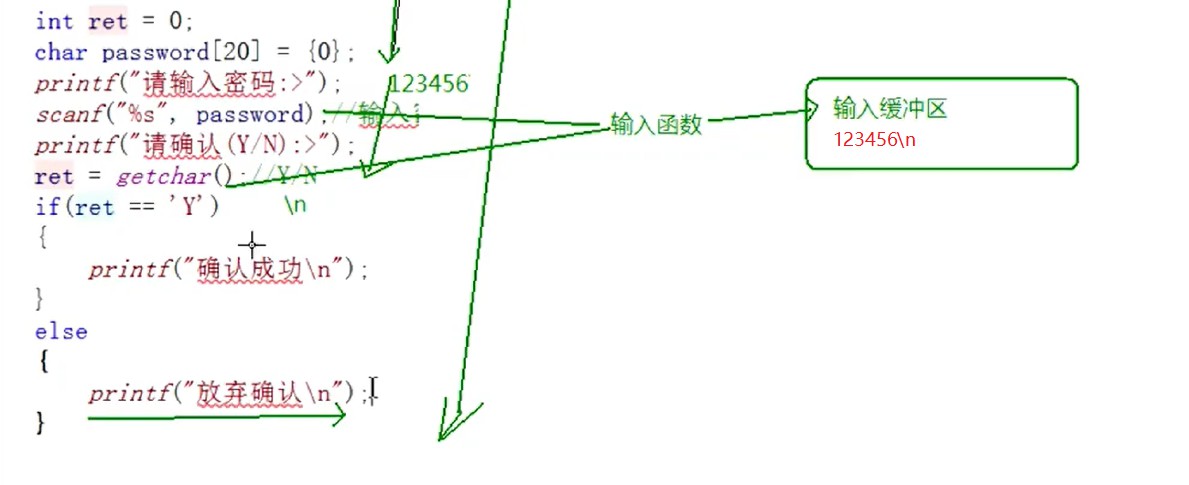 int ret = 0;
char password[20] = {0};
printf("请输入密码:>");
123456
scanf("%s", password);//输入
输入函数
输入缓冲区
123456\n
printf("请确认(Y/N):>");
ret = getchar();//Y/N
\n
if(ret == 'Y')
{
printf("确认成功\n");
}
else
{
printf("放弃确认\n");
}